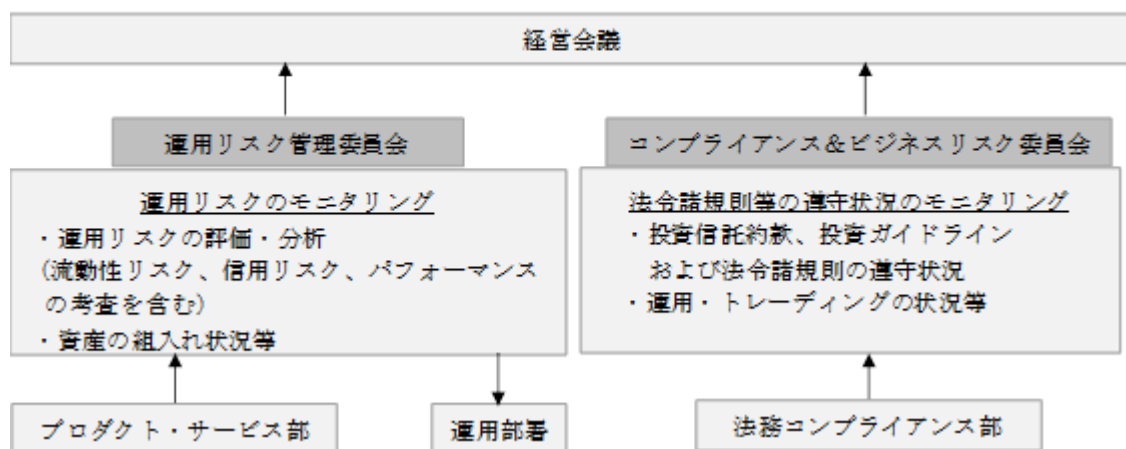 経営会議
運用リスク管理委員会
運用リスクのモニタリング
・運用リスクの評価・分析
(流動性リスク、信用リスク、パフォーマンス
の考査を含む)
・資産の組入れ状況等
プロダクト・サービス部
運用部署
コンプライアンス&ビジネスリスク委員会
法令諸規則等の遵守状況のモニタリング
・投資信託約款、投資ガイドライン
および法令諸規則の遵守状況
・運用・トレーディングの状況等
法務コンプライアンス部